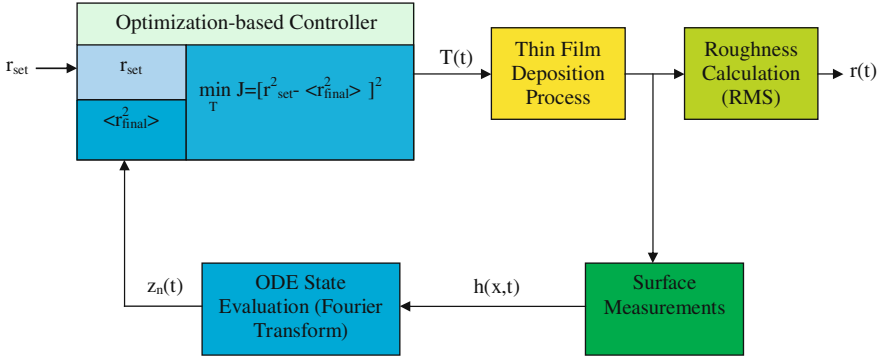 Optimization-based Controller
r_set
r_set
<r²_final>
min_T J=[r²_set- <r²_final> ]²
T(t)
Thin Film
Deposition
Process
Roughness
Calculation
(RMS)
r(t)
z_n(t)
ODE State
Evaluation (Fourier
Transform)
h(x,t)
Surface
Measurements